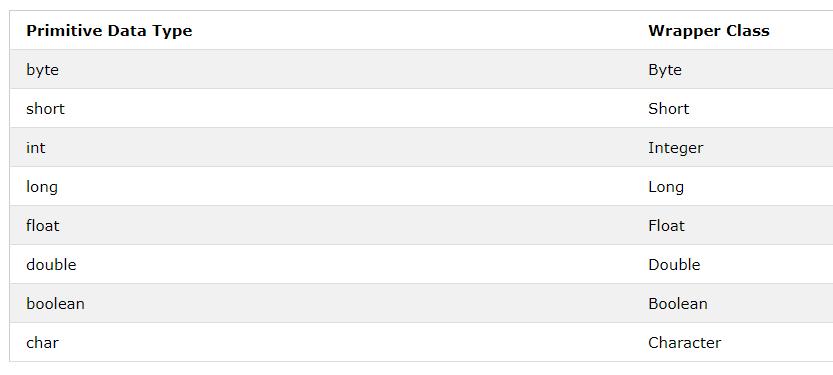 Primitive Data Type Wrapper Class
byte Byte
short Short
int Integer
long Long
float Float
double Double
boolean Boolean
char Character